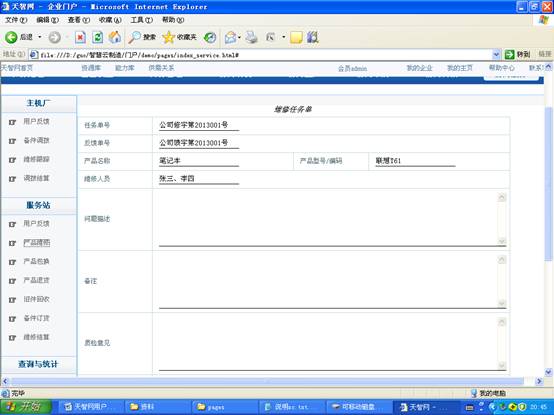 天智网 - 企业门户 - Microsoft Internet Explorer
文件(F) 编辑(E) 查看(V) 收藏(A) 工具(T) 帮助(H)
后退 搜索 收藏夹
地址(D) file:///D:/guo/智慧云制造/门户/demo/pages/index_service.html# 转到 链接
天智网首页 资源库 能力库 供需关系 会员admin 我的企业 我的主页 帮助中心
主机厂
用户反馈
备件调拨
维修跟踪
调拨结算
服务站
用户反馈
产品维修
产品包换
产品退货
旧件回收
备件订货
维修结算
查询与统计
维修任务单
任务单号 公司修字第2013001号
反馈单号 公司馈字第2013001号
产品名称 笔记本 产品型号/编码 联想T61
维修人员 张三、李四
问题描述
备注
质检意见
完毕 我的电脑
开始 天智网用户... 资料 pages 说明sc.txt... 可移动磁盘... 天智网 - ... 20:45